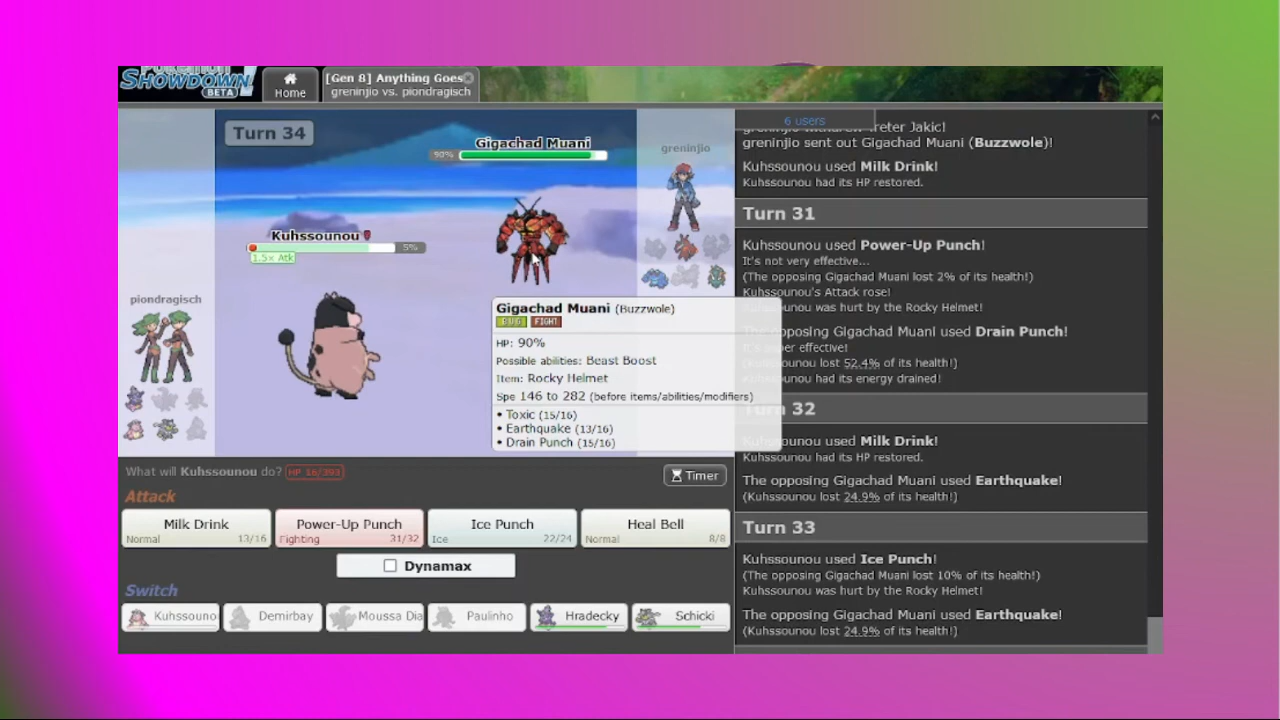 Pokémon
SHOWDOWN!
BETA
Home
[Gen 8] Anything Goes
greninjio vs. piondragisch
Turn 34
Gigachad Muani
90%
Kuhssounou
5%
1.5× Atk
piondragisch
greninjio
Gigachad Muani (Buzzwole)
BUG FIGHT
HP: 90%
Possible abilities: Beast Boost
Item: Rocky Helmet
Spe 146 to 282 (before items/abilities/modifiers)
• Toxic (15/16)
• Earthquake (13/16)
• Drain Punch (15/16)
What will Kuhssounou do? HP 16/393
Timer
Attack
Milk Drink
Normal 13/16
Power-Up Punch
Fighting 31/32
Ice Punch
Ice 22/24
Heal Bell
Normal 8/8
Dynamax
Switch
Kuhssouno
Demirbay
Moussa Dia
Paulinho
Hradecky
Schicki
6 users
Jakic!
greninjio sent out Gigachad Muani (Buzzwole)!
Kuhssounou used Milk Drink!
Kuhssounou had its HP restored.
Turn 31
Kuhssounou used Power-Up Punch!
It's not very effective...
(The opposing Gigachad Muani lost 2% of its health!)
Kuhssounou's Attack rose!
Kuhssounou was hurt by the Rocky Helmet!
The opposing Gigachad Muani used Drain Punch!
effective!
lost 52.4% of its health!)
had its energy drained!
32
used Milk Drink!
Kuhssounou had its HP restored.
The opposing Gigachad Muani used Earthquake!
(Kuhssounou lost 24.9% of its health!)
Turn 33
Kuhssounou used Ice Punch!
(The opposing Gigachad Muani lost 10% of its health!)
Kuhssounou was hurt by the Rocky Helmet!
The opposing Gigachad Muani used Earthquake!
(Kuhssounou lost 24.9% of its health!)